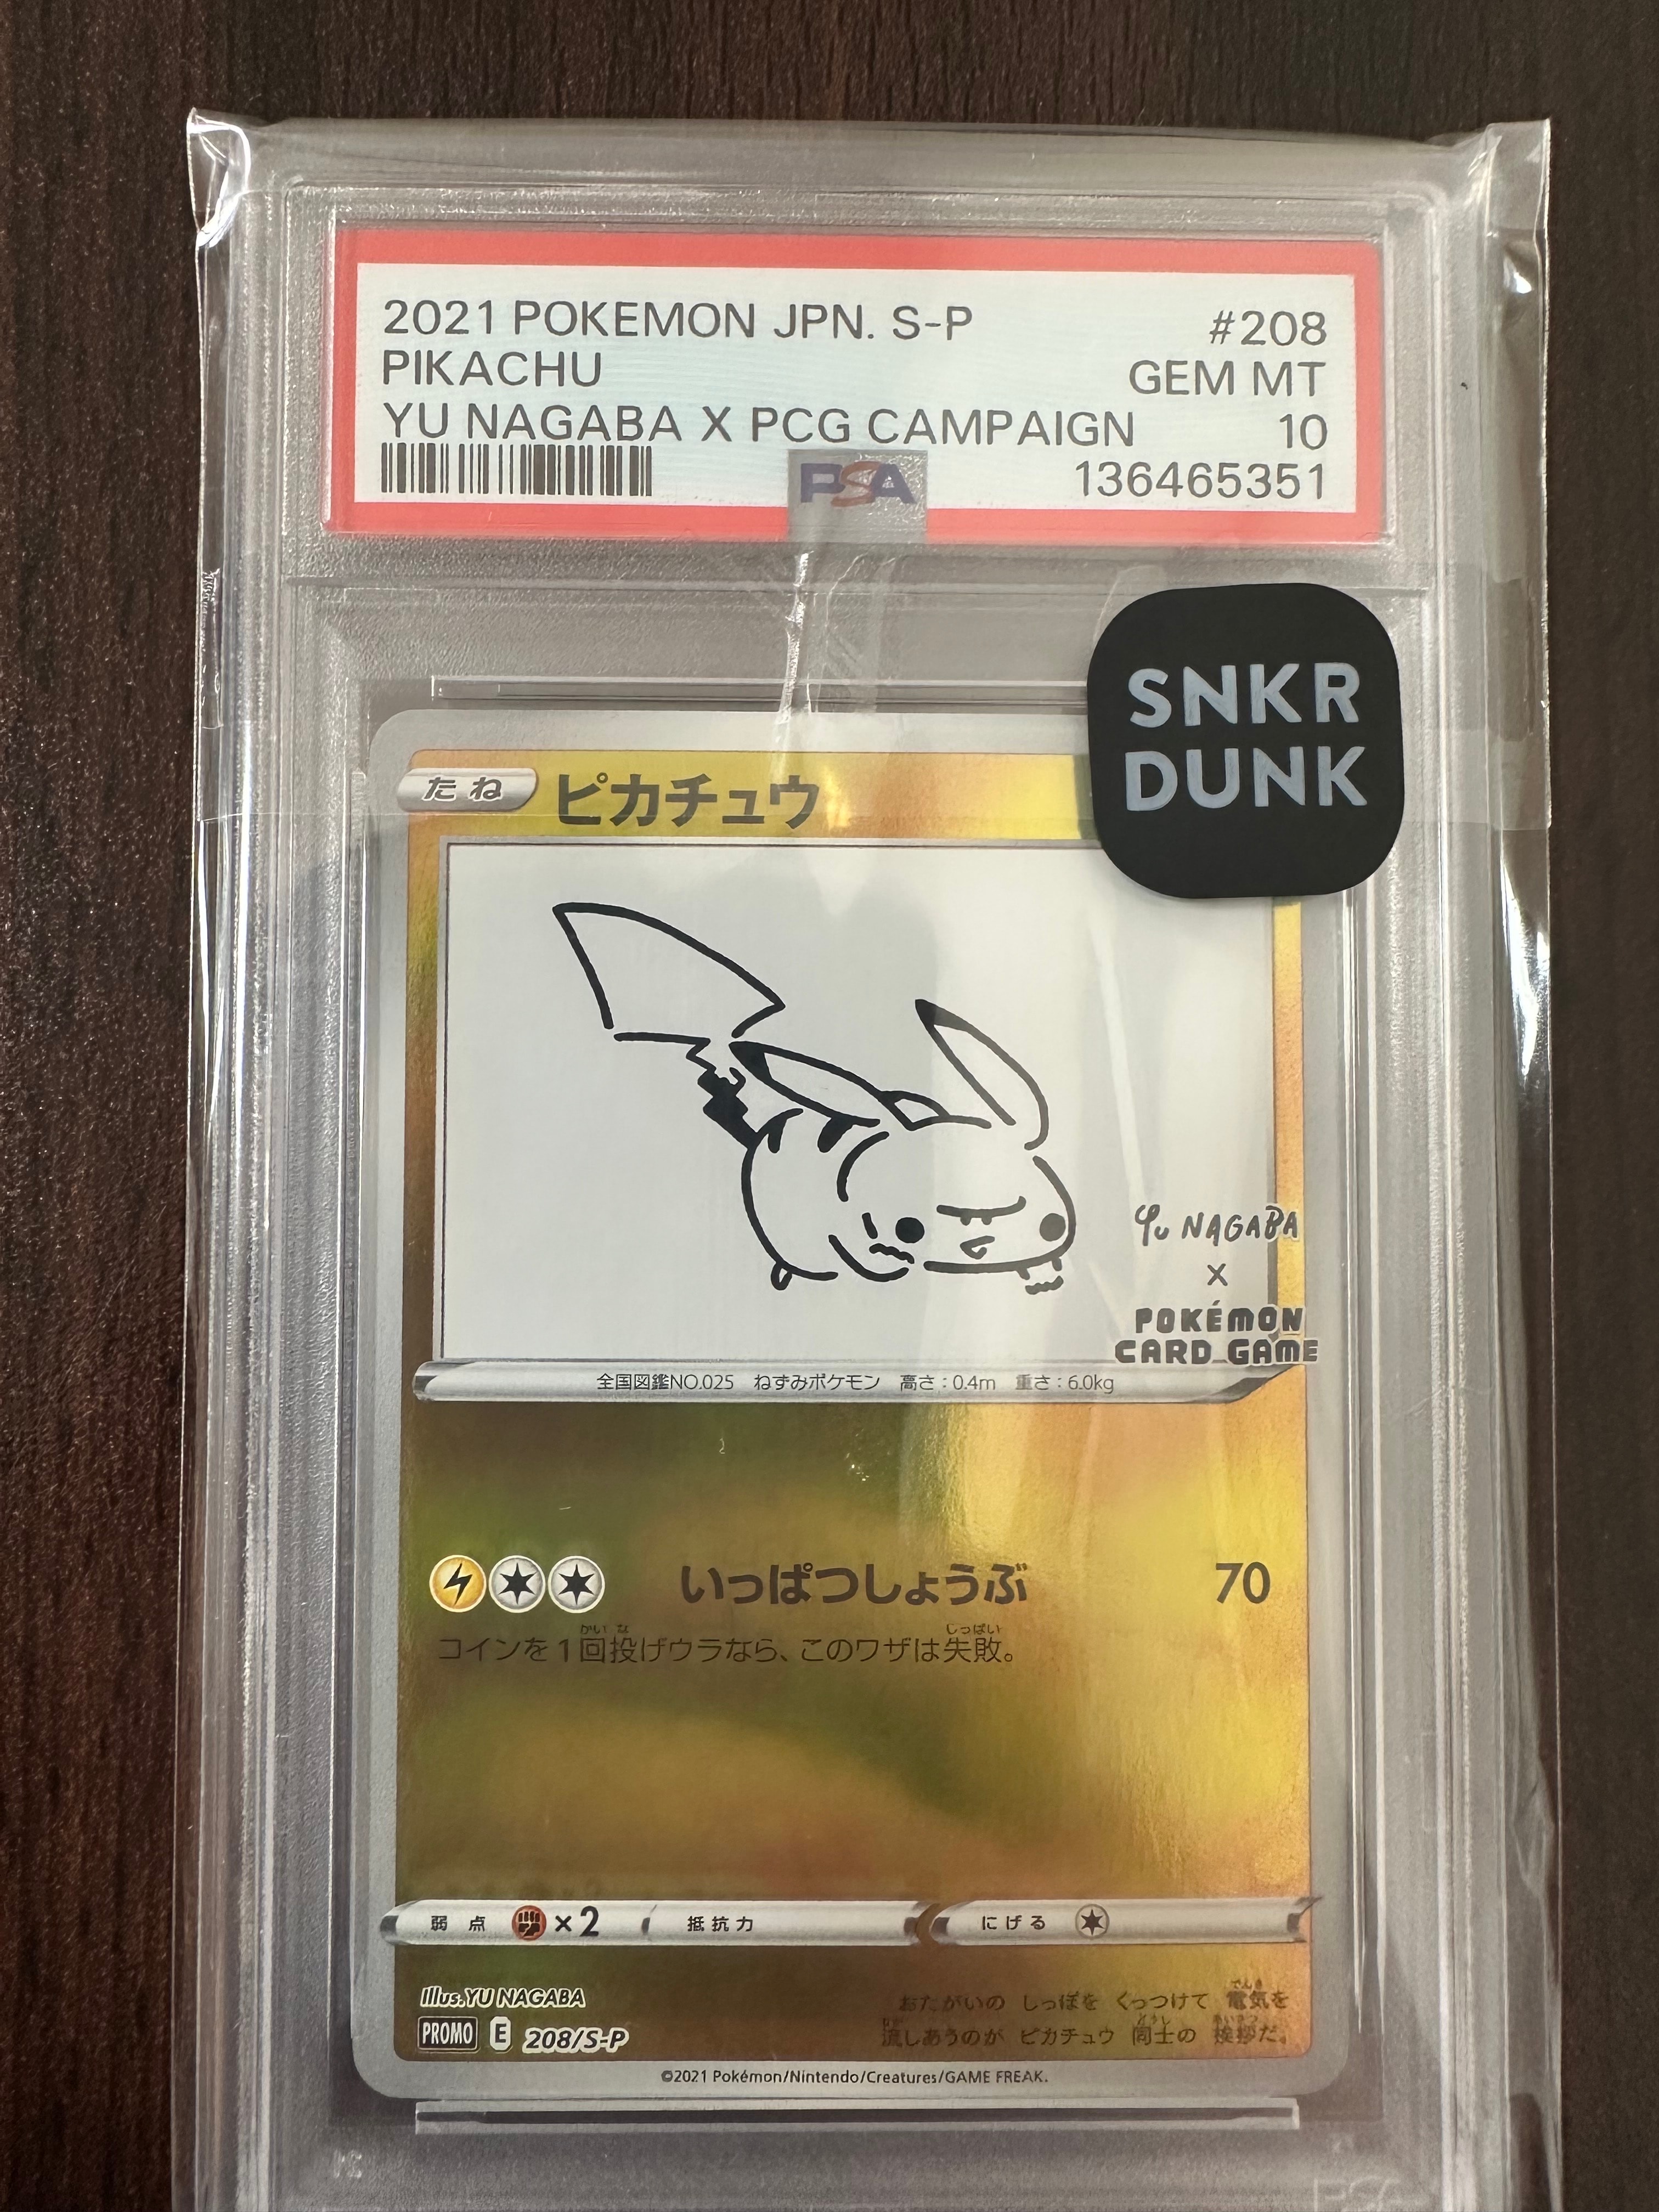 2021 POKEMON JPN. S-P #208
PIKACHU GEM MT
YU NAGABA X PCG CAMPAIGN 10
PSA 136465351
SNKR
DUNK
たね ピカチュウ
Yu NAGABA
×
POKÉMON
CARD GAME
全国図鑑NO.025 ねずみポケモン 高さ:0.4m 重さ:6.0kg
いっぱつしょうぶ 70
コインを1回投げウラなら、このワザは失敗。
弱点 ×2 抵抗力 にげる
Illus.YU NAGABA
PROMO E 208/S-P
おたがいの しっぽを くっつけて 電気を
流しあうのが ピカチュウ 同士の 挨拶だ。
©2021 Pokémon/Nintendo/Creatures/GAME FREAK.